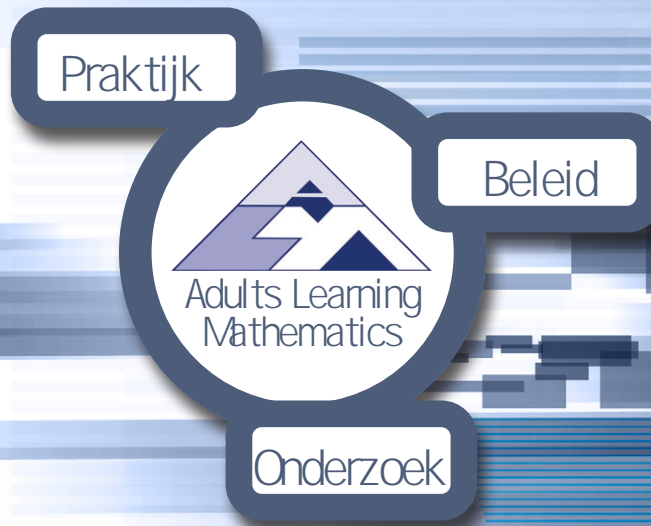 Praktijk
Beleid
Adults Learning
Mathematics
Onderzoek